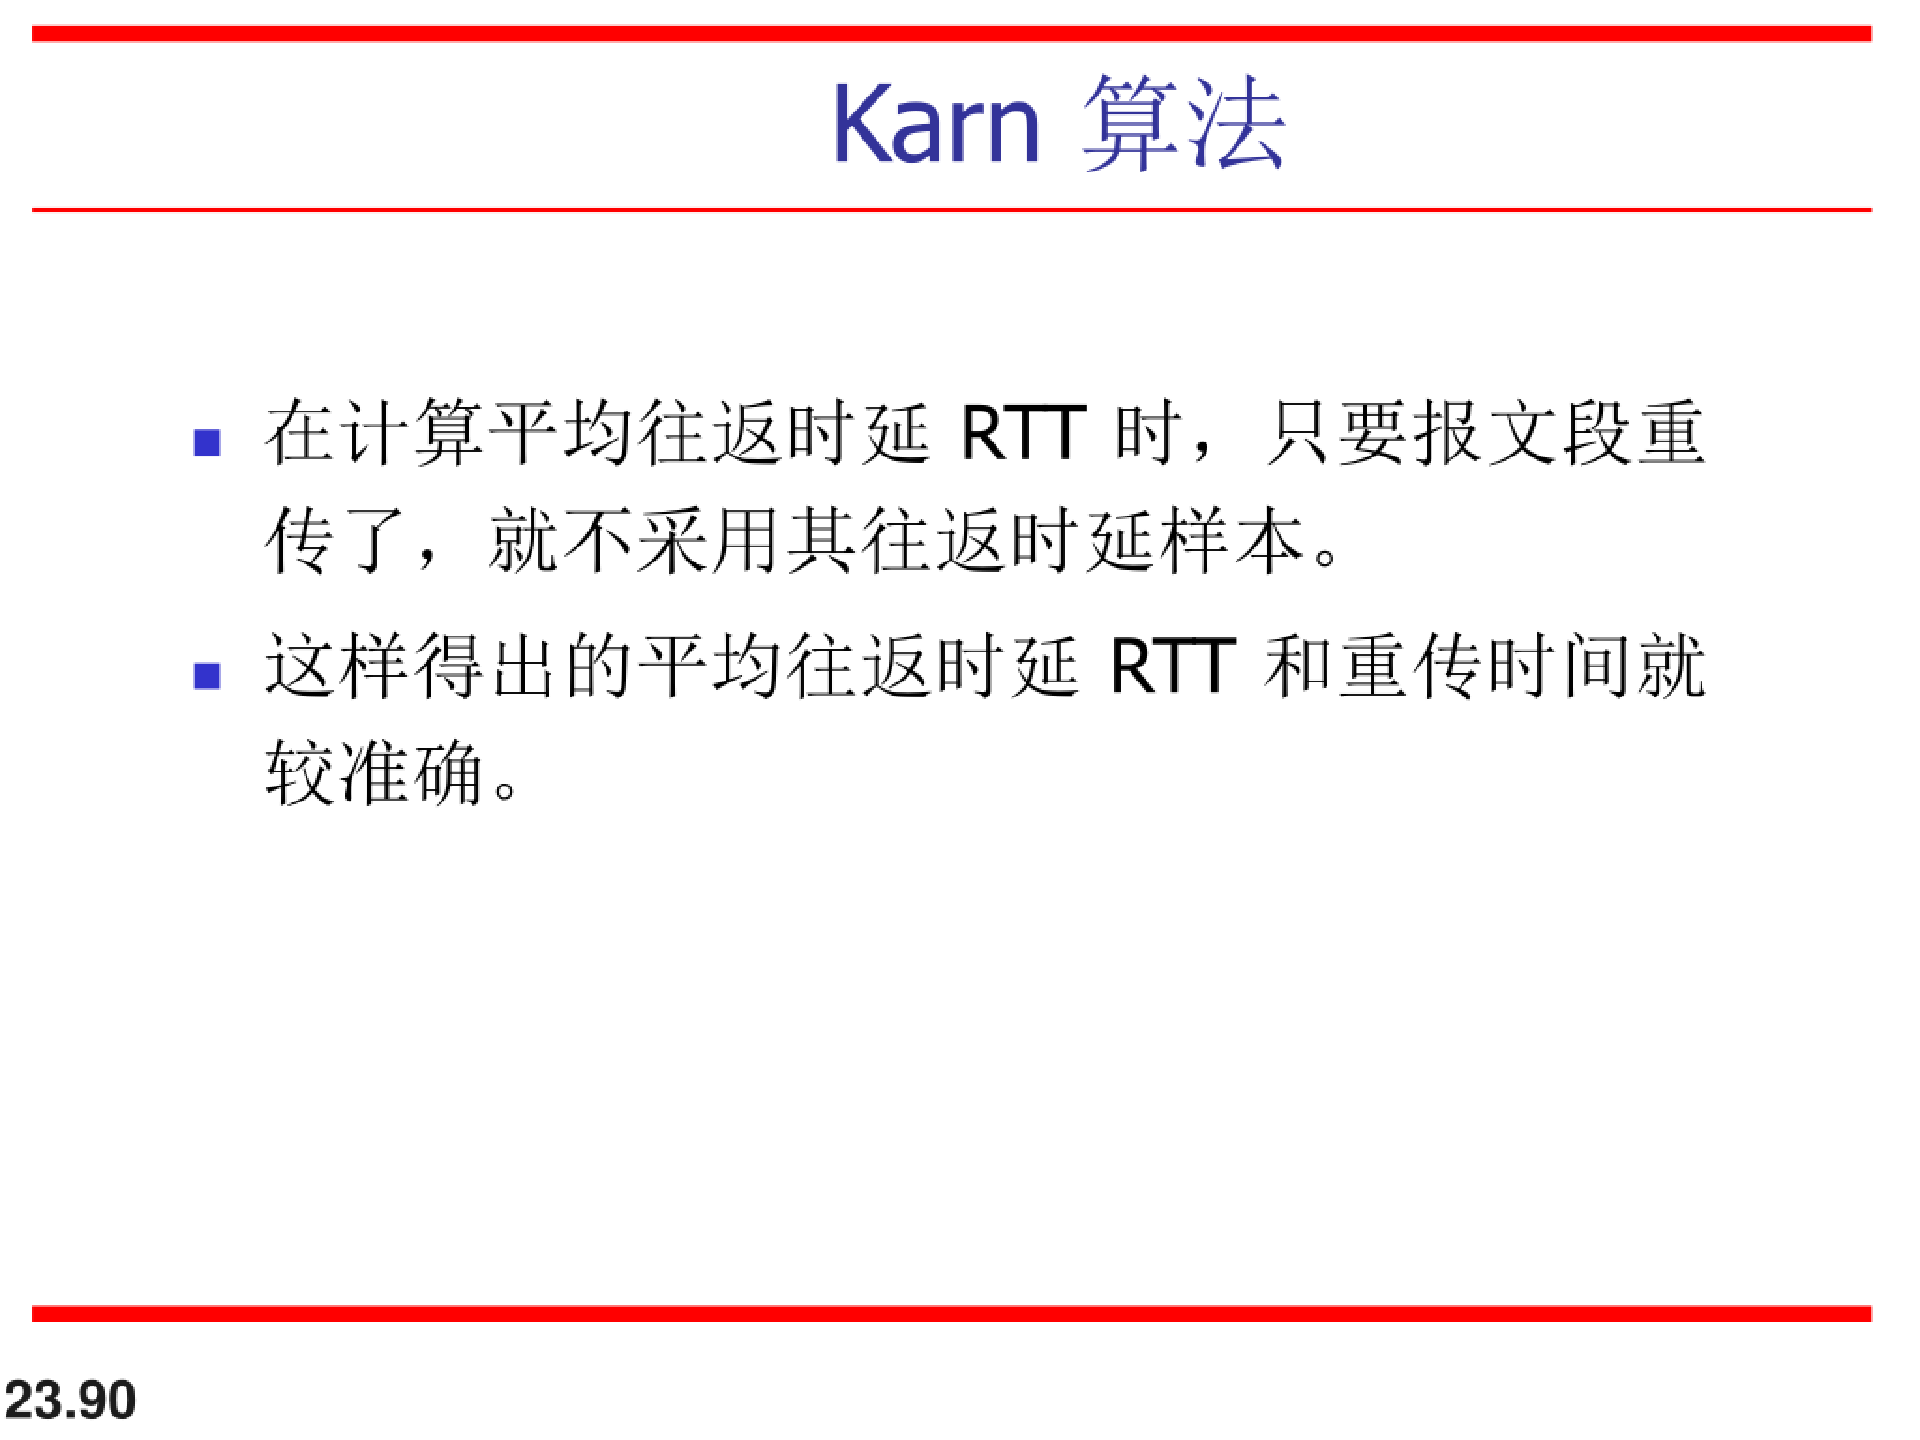 Karn 算法
在计算平均往返时延 RTT 时，只要报文段重
传了，就不采用其往返时延样本。
这样得出的平均往返时延 RTT 和重传时间就
较准确。
23.90